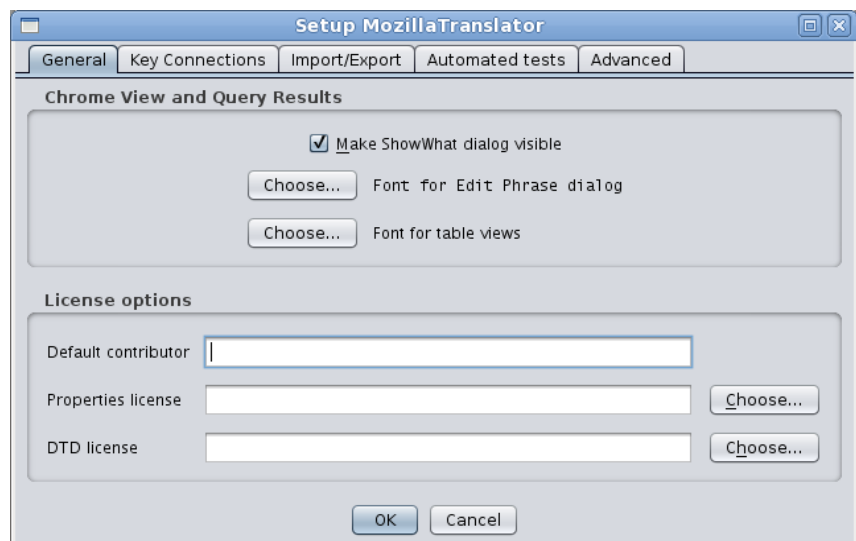 Setup MozillaTranslator
General Key Connections Import/Export Automated tests Advanced
Chrome View and Query Results
Make ShowWhat dialog visible
Choose... Font for Edit Phrase dialog
Choose... Font for table views
License options
Default contributor
Properties license Choose...
DTD license Choose...
OK Cancel